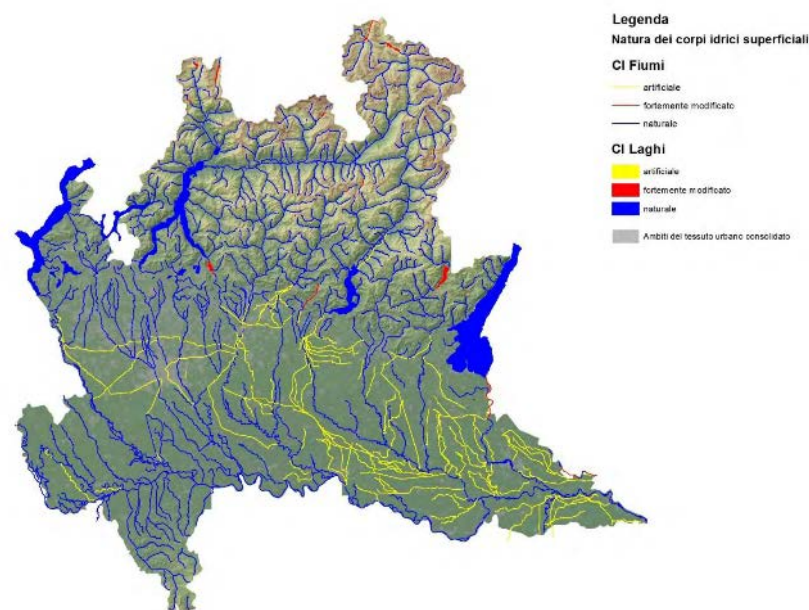 Legenda
Natura dei corpi idrici superficiali
CI Fiumi
artificiale
fortemente modificato
naturale
CI Laghi
artificiale
fortemente modificato
naturale
Ambiti del tessuto urbano consolidato